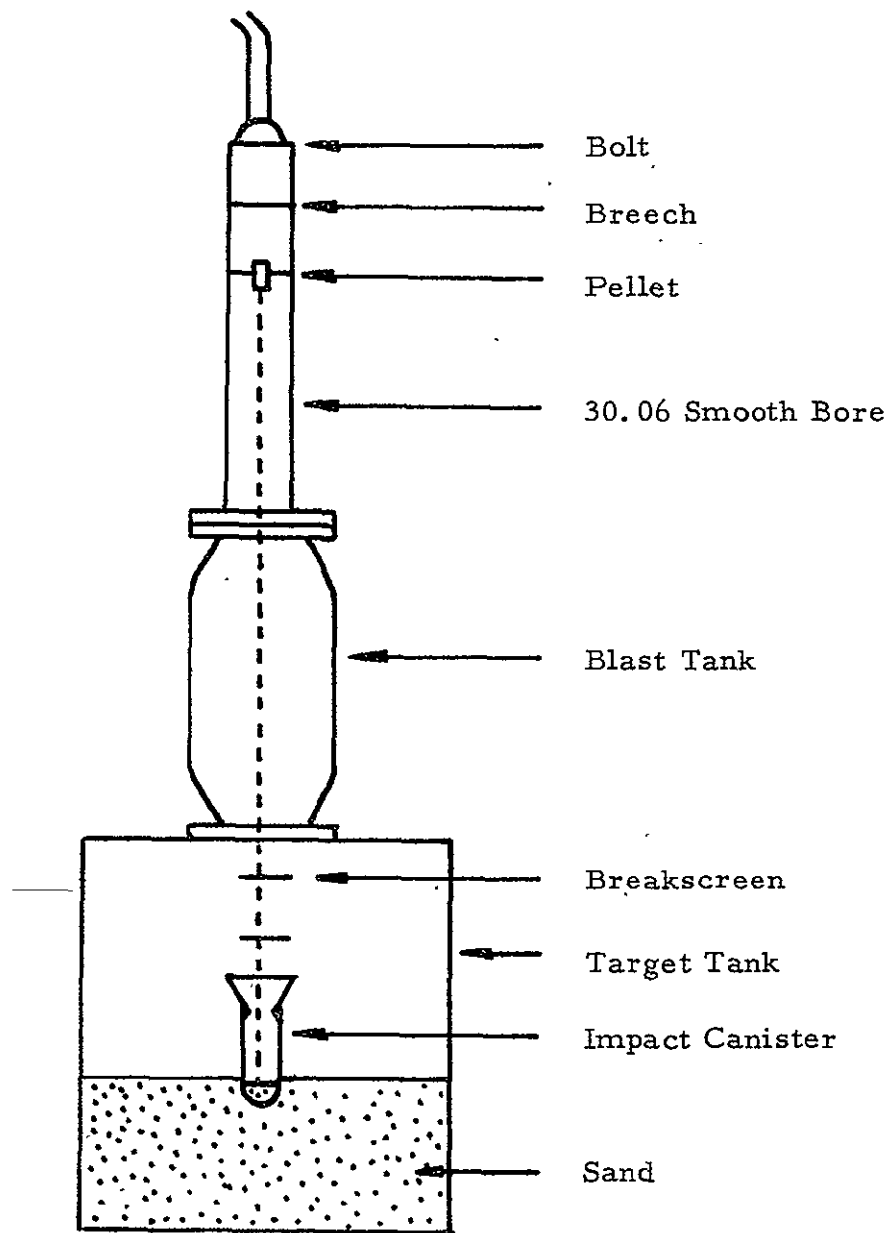 Bolt
Breech
Pellet
30.06 Smooth Bore
Blast Tank
Breakscreen
Target Tank
Impact Canister
Sand